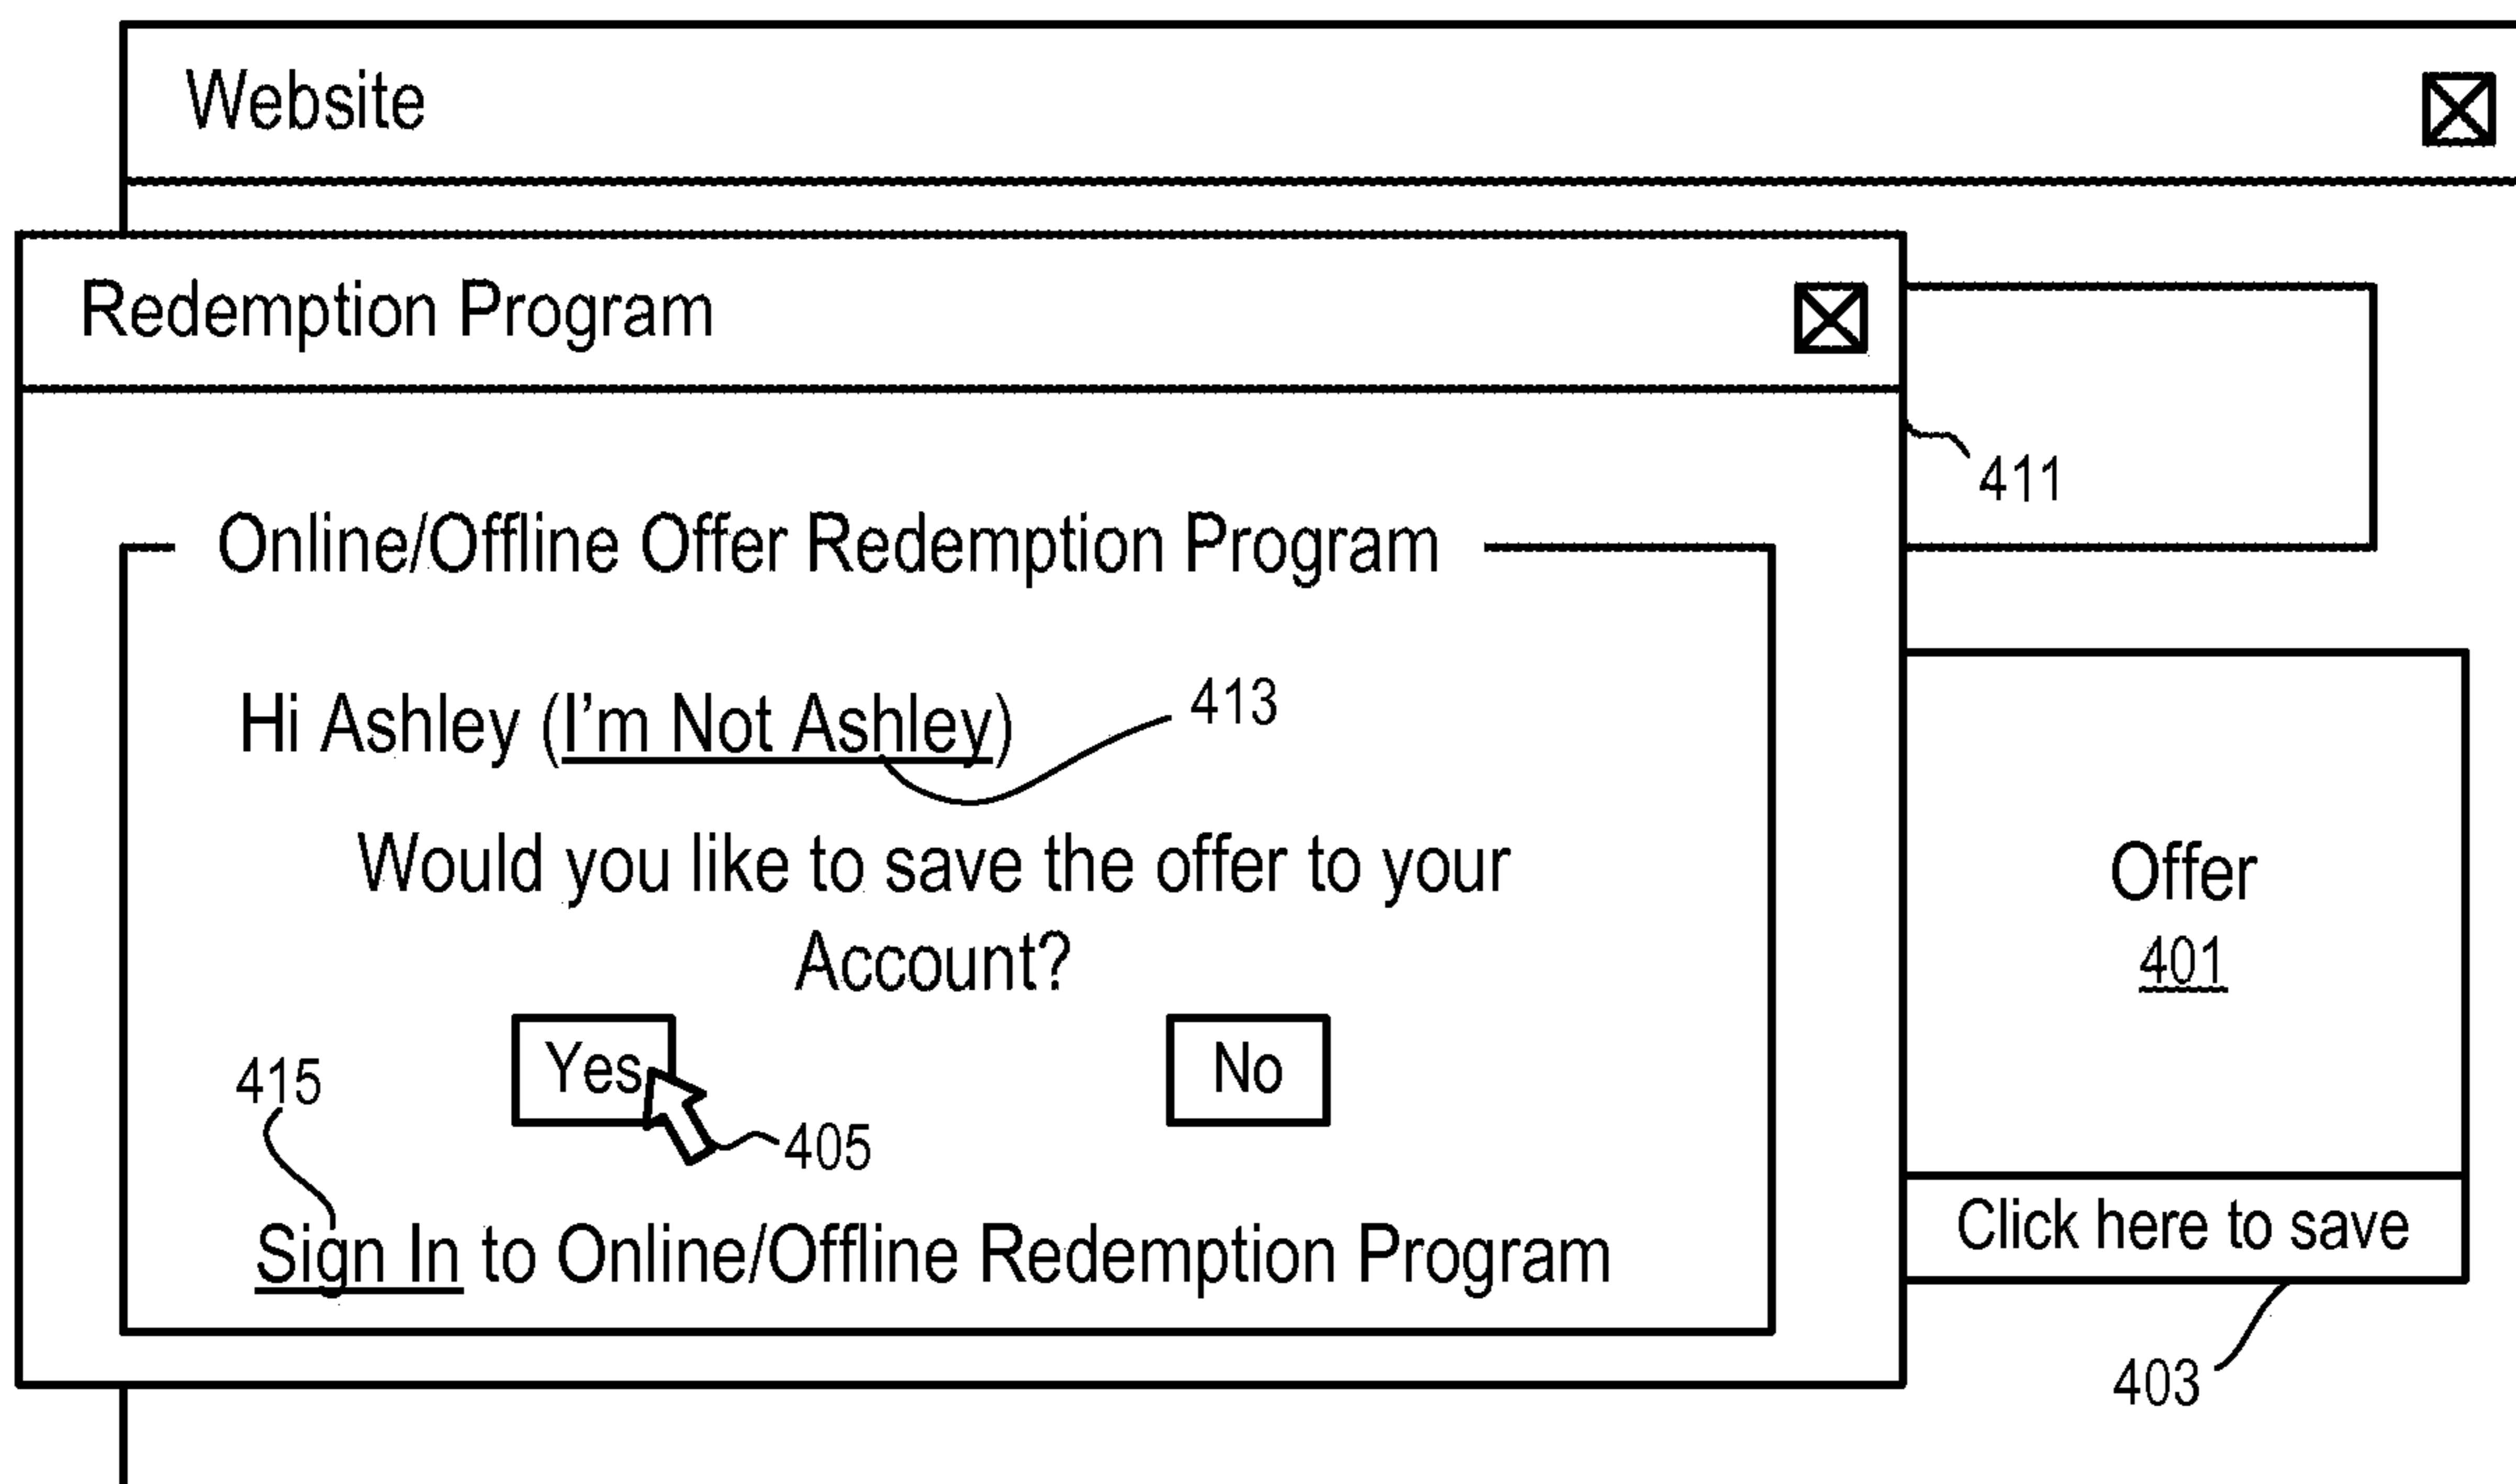 Website
Redemption Program
411
Online/Offline Offer Redemption Program
Hi Ashley (I'm Not Ashley)
413
Would you like to save the offer to your
Account?
Offer
401
Yes
No
415
405
Sign In to Online/Offline Redemption Program
Click here to save
403